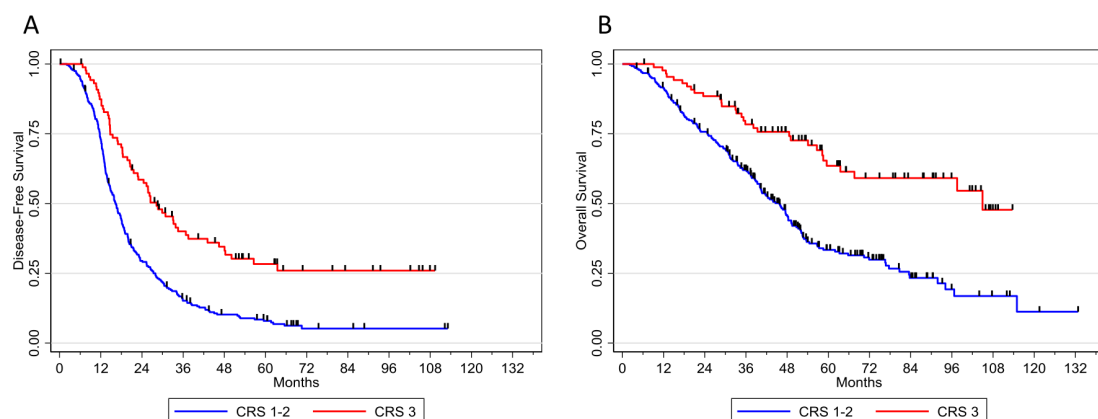 A
1.00
0.75
0.50
0.25
0.00
Disease-Free Survival
0 12 24 36 48 60 72 84 96 108 120 132
Months
CRS 1-2 CRS 3
B
1.00
0.75
0.50
0.25
0.00
Overall Survival
0 12 24 36 48 60 72 84 96 108 120 132
Months
CRS 1-2 CRS 3